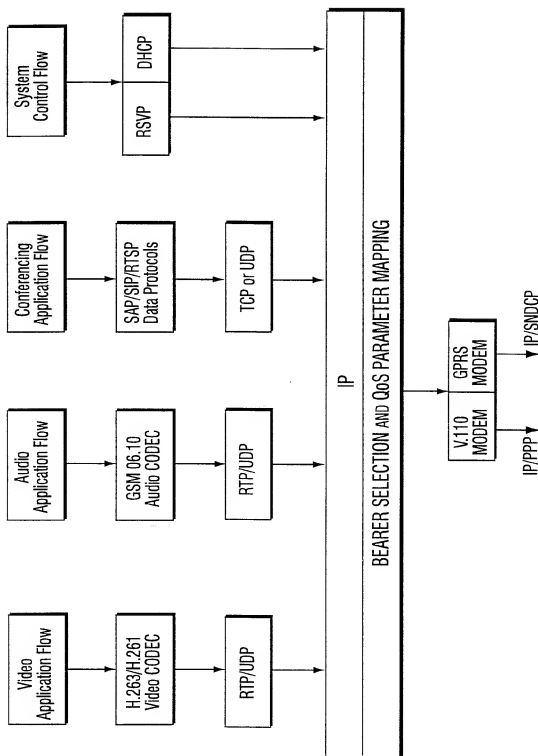 Video
Application Flow
Audio
Application Flow
Conferencing
Application Flow
System
Control Flow
H.263/H.261
Video CODEC
GSM 06.10
Audio CODEC
SAP/SIP/RTSP
Data Protocols
RSVP
DHCP
RTP/UDP
RTP/UDP
TCP or UDP
IP
BEARER SELECTION AND QoS PARAMETER MAPPING
V.110
MODEM
GPRS
MODEM
IP/PPP
IP/SNDCP